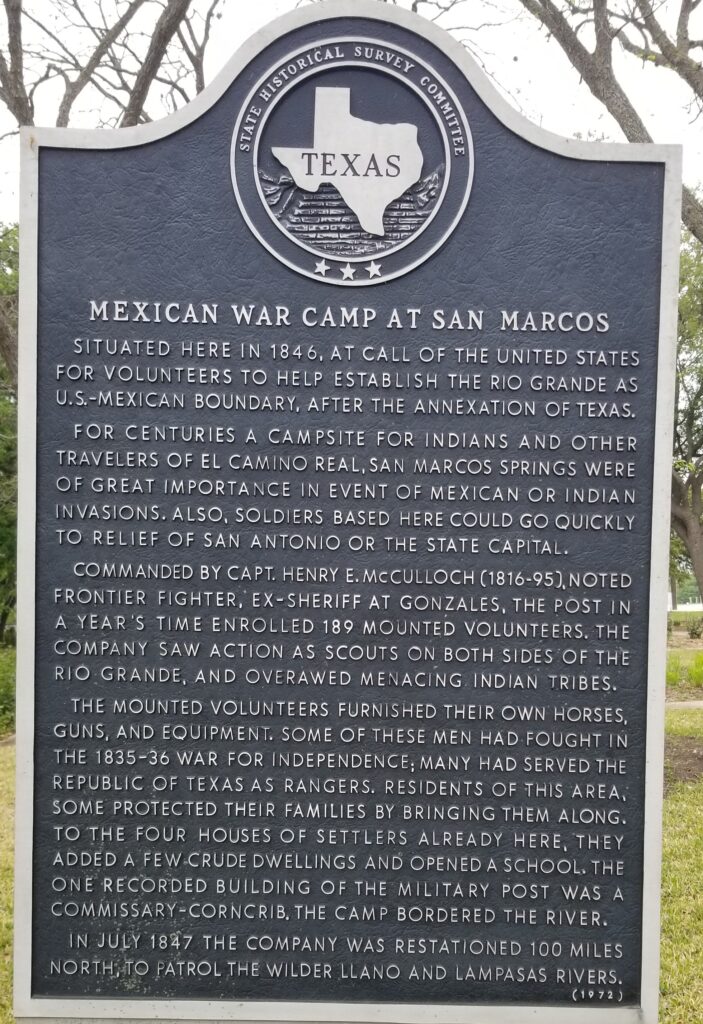 STATE HISTORICAL SURVEY COMMITTEE
TEXAS
MEXICAN WAR CAMP AT SAN MARCOS
SITUATED HERE IN 1846, AT CALL OF THE UNITED STATES
FOR VOLUNTEERS TO HELP ESTABLISH THE RIO GRANDE AS
U.S.-MEXICAN BOUNDARY, AFTER THE ANNEXATION OF TEXAS.
FOR CENTURIES A CAMPSITE FOR INDIANS AND OTHER
TRAVELERS OF EL CAMINO REAL, SAN MARCOS SPRINGS WERE
OF GREAT IMPORTANCE IN EVENT OF MEXICAN OR INDIAN
INVASIONS. ALSO, SOLDIERS BASED HERE COULD GO QUICKLY
TO RELIEF OF SAN ANTONIO OR THE STATE CAPITAL.
COMMANDED BY CAPT. HENRY E. McCULLOCH (1816-95), NOTED
FRONTIER FIGHTER, EX-SHERIFF AT GONZALES, THE POST IN
A YEAR'S TIME ENROLLED 189 MOUNTED VOLUNTEERS. THE
COMPANY SAW ACTION AS SCOUTS ON BOTH SIDES OF THE
RIO GRANDE, AND OVERAWED MENACING INDIAN TRIBES.
THE MOUNTED VOLUNTEERS FURNISHED THEIR OWN HORSES,
GUNS, AND EQUIPMENT. SOME OF THESE MEN HAD FOUGHT IN
THE 1835-36 WAR FOR INDEPENDENCE; MANY HAD SERVED THE
REPUBLIC OF TEXAS AS RANGERS. RESIDENTS OF THIS AREA,
SOME PROTECTED THEIR FAMILIES BY BRINGING THEM ALONG.
TO THE FOUR HOUSES OF SETTLERS ALREADY HERE, THEY
ADDED A FEW CRUDE DWELLINGS AND OPENED A SCHOOL. THE
ONE RECORDED BUILDING OF THE MILITARY POST WAS A
COMMISSARY-CORNCRIB. THE CAMP BORDERED THE RIVER.
IN JULY 1847 THE COMPANY WAS RESTATIONED 100 MILES
NORTH, TO PATROL THE WILDER LLANO AND LAMPASAS RIVERS.
(1972)